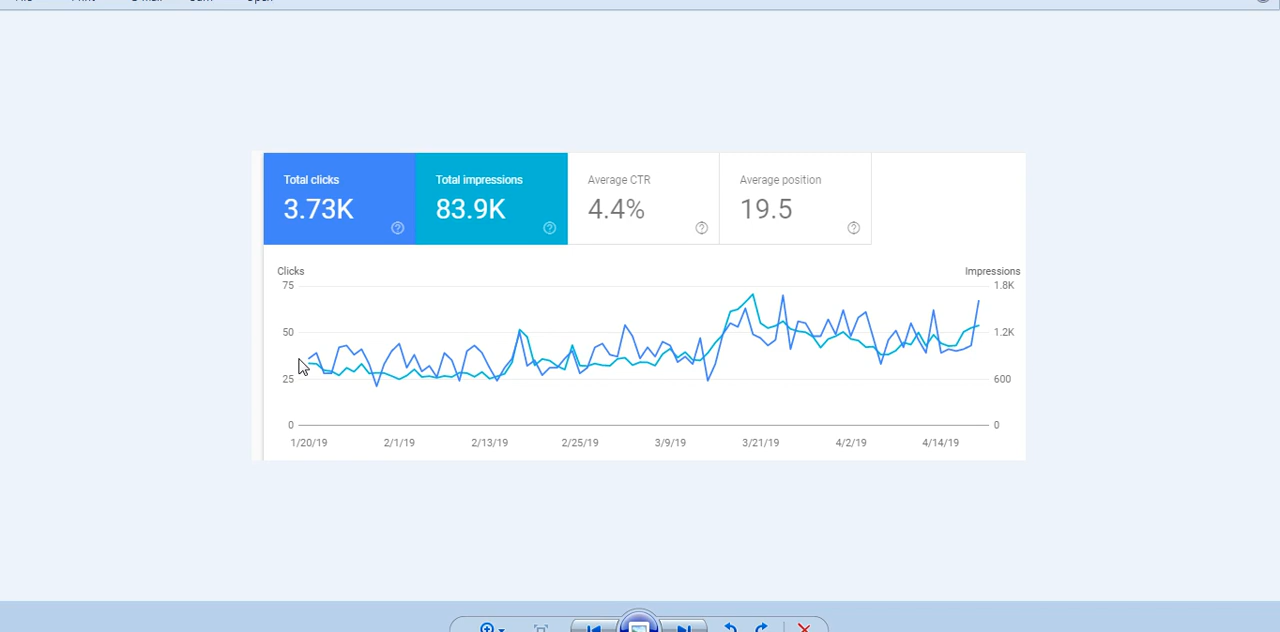 Total clicks
3.73K
Total impressions
83.9K
Average CTR
4.4%
Average position
19.5
Clicks
Impressions
75
1.8K
50
1.2K
25
600
0
0
1/20/19 2/1/19 2/13/19 2/25/19 3/9/19 3/21/19 4/2/19 4/14/19